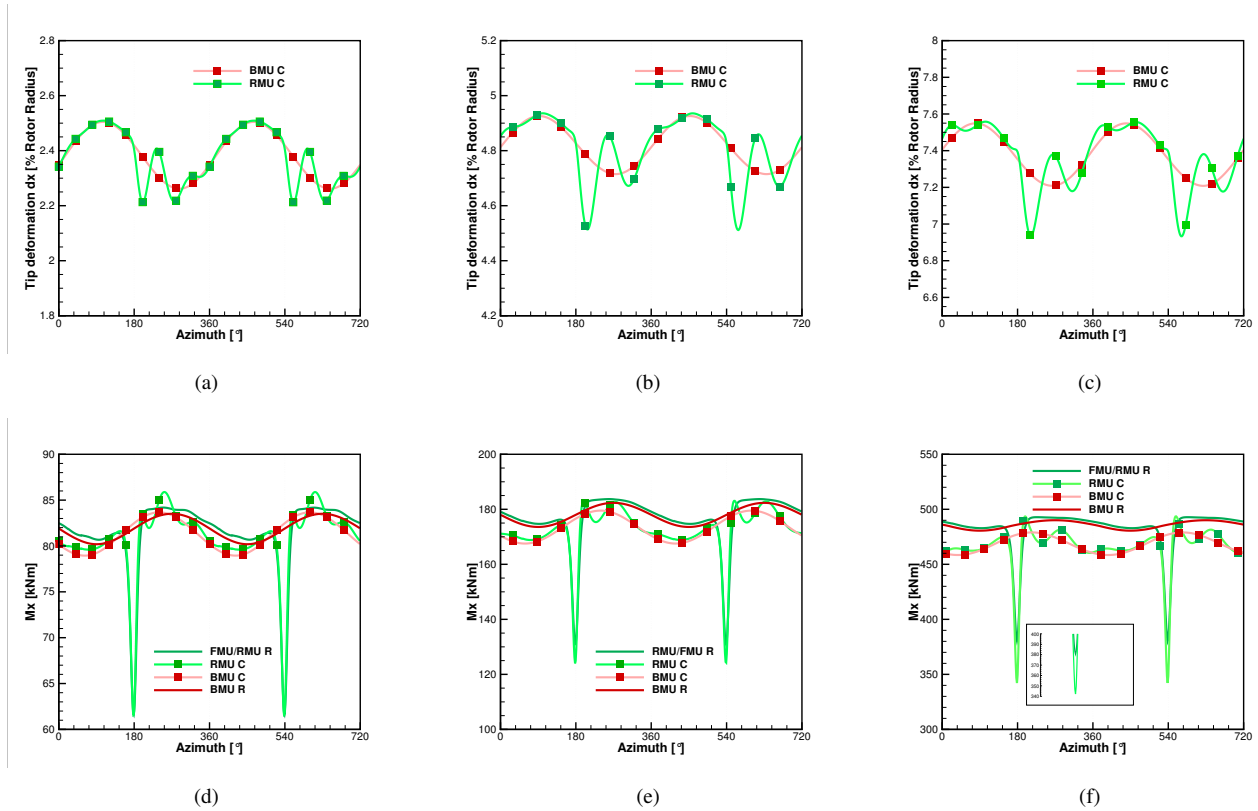 2.8
2.6
2.4
2.2
2
1.8
Tip deformation dx [% Rotor Radius]
BMU C
RMU C
0 180 360 540 720
Azimuth [°]
(a)
5.2
5
4.8
4.6
4.4
4.2
Tip deformation dx [% Rotor Radius]
BMU C
RMU C
0 180 360 540 720
Azimuth [°]
(b)
8
7.8
7.6
7.4
7.2
7
6.8
6.6
Tip deformation dx [% Rotor Radius]
BMU C
RMU C
0 180 360 540 720
Azimuth [°]
(c)
90
85
80
75
70
65
60
Mx [kNm]
FMU/RMU R
RMU C
BMU C
BMU R
0 180 360 540 720
Azimuth [°]
(d)
200
180
160
140
120
100
Mx [kNm]
RMU/FMU R
RMU C
BMU C
BMU R
0 180 360 540 720
Azimuth [°]
(e)
550
500
450
400
350
300
Mx [kNm]
FMU/RMU R
RMU C
BMU C
BMU R
400
390
380
370
360
350
340
0 180 360 540 720
Azimuth [°]
(f)